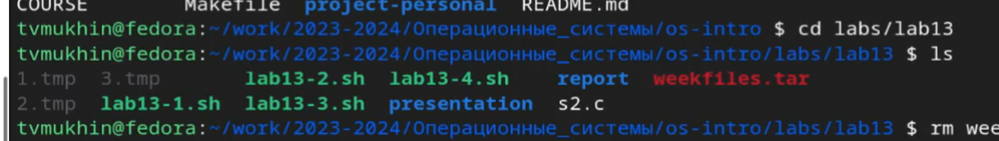 COURSE Makefile project-personal README.md
tvmukhin@fedora:~/work/2023-2024/Операционные_системы/os-intro $ cd labs/lab13
tvmukhin@fedora:~/work/2023-2024/Операционные_системы/os-intro/labs/lab13 $ ls
1.tmp 3.tmp lab13-2.sh lab13-4.sh report weekfiles.tar
2.tmp lab13-1.sh lab13-3.sh presentation s2.c
tvmukhin@fedora:~/work/2023-2024/Операционные_системы/os-intro/labs/lab13 $ rm wee